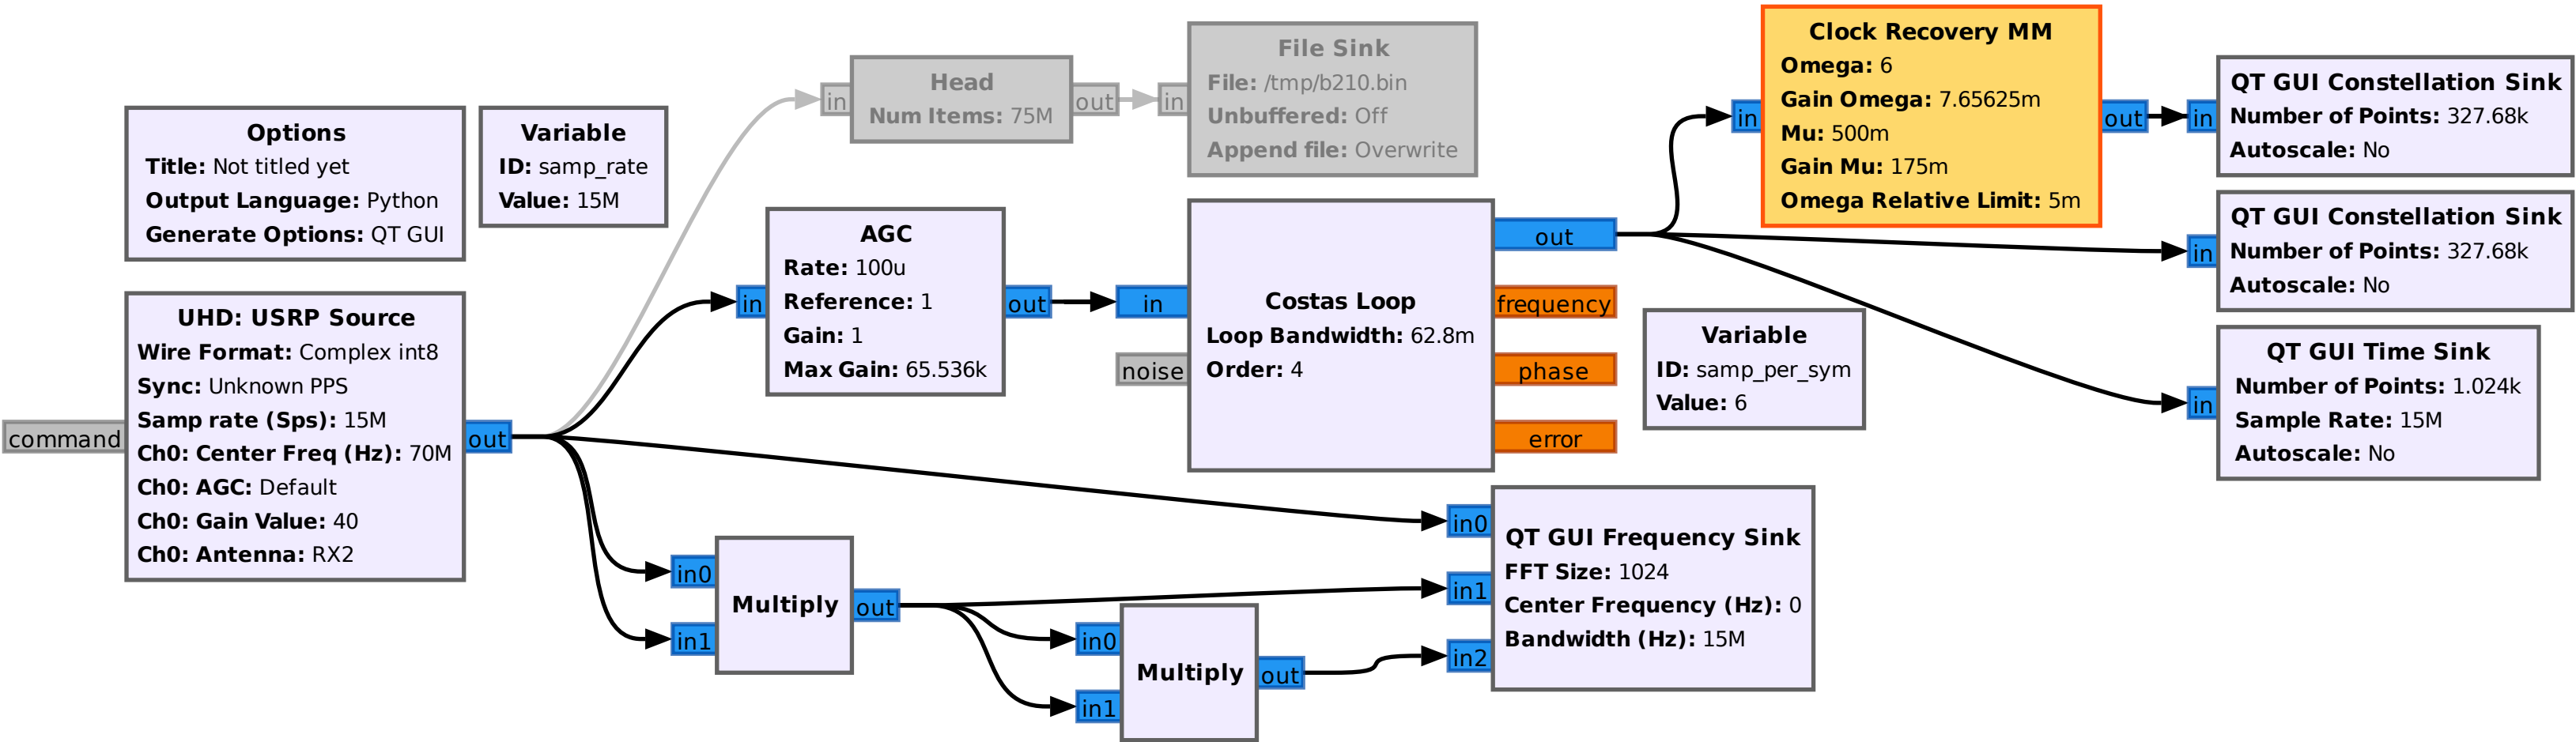 Options
Title: Not titled yet
Output Language: Python
Generate Options: QT GUI
Variable
ID: samp_rate
Value: 15M
command
UHD: USRP Source
Wire Format: Complex int8
Sync: Unknown PPS
Samp rate (Sps): 15M
Ch0: Center Freq (Hz): 70M
Ch0: AGC: Default
Ch0: Gain Value: 40
Ch0: Antenna: RX2
out
in
Head
Num Items: 75M
out
in
File Sink
File: /tmp/b210.bin
Unbuffered: Off
Append file: Overwrite
in
AGC
Rate: 100u
Reference: 1
Gain: 1
Max Gain: 65.536k
out
in
noise
Costas Loop
Loop Bandwidth: 62.8m
Order: 4
out
frequency
phase
error
in
Clock Recovery MM
Omega: 6
Gain Omega: 7.65625m
Mu: 500m
Gain Mu: 175m
Omega Relative Limit: 5m
out
in
QT GUI Constellation Sink
Number of Points: 327.68k
Autoscale: No
in
QT GUI Constellation Sink
Number of Points: 327.68k
Autoscale: No
Variable
ID: samp_per_sym
Value: 6
in
QT GUI Time Sink
Number of Points: 1.024k
Sample Rate: 15M
Autoscale: No
in0
in1
Multiply
out
in0
in1
Multiply
out
in0
in1
in2
QT GUI Frequency Sink
FFT Size: 1024
Center Frequency (Hz): 0
Bandwidth (Hz): 15M